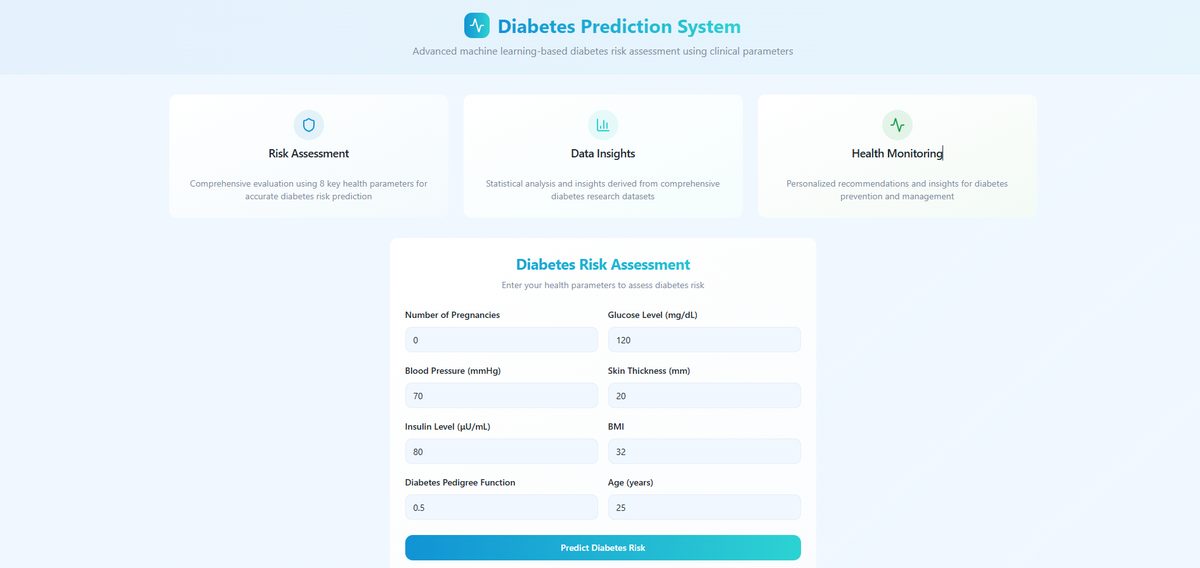 Diabetes Prediction System
Advanced machine learning-based diabetes risk assessment using clinical parameters
Risk Assessment
Comprehensive evaluation using 8 key health parameters for
accurate diabetes risk prediction
Data Insights
Statistical analysis and insights derived from comprehensive
diabetes research datasets
Health Monitoring
Personalized recommendations and insights for diabetes
prevention and management
Diabetes Risk Assessment
Enter your health parameters to assess diabetes risk
Number of Pregnancies
0
Glucose Level (mg/dL)
120
Blood Pressure (mmHg)
70
Skin Thickness (mm)
20
Insulin Level (μU/mL)
80
BMI
32
Diabetes Pedigree Function
0.5
Age (years)
25
Predict Diabetes Risk